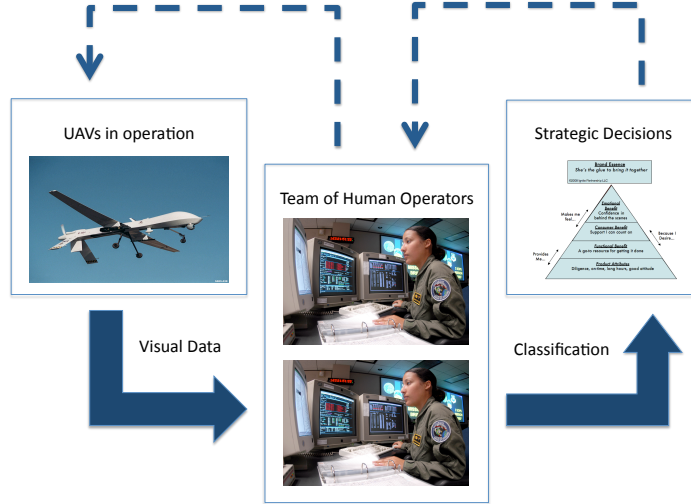 UAVs in operation
Team of Human Operators
Strategic Decisions
Brand Essence
She's the glue to bring it together
Emotional
Benefit
Confidence in
behind the scenes
Makes me
feel...
Consumer Benefit
Support I can count on
Because I
Desire...
Functional Benefit
A go-to resource for getting it done
Provides
Me...
Product Attributes
Diligence, on-time, long hours, good attitude
Visual Data
Classification